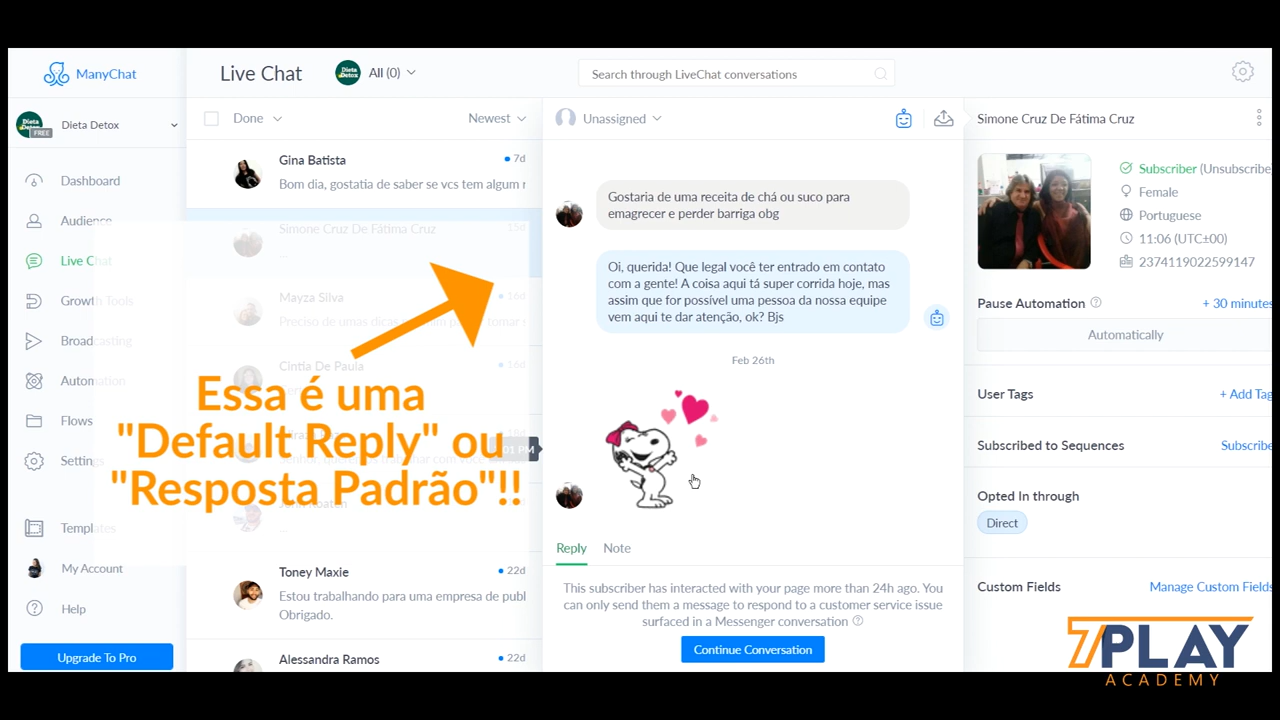 ManyChat
Live Chat
All (0)
Search through LiveChat conversations
FREE
Dieta Detox
Done
Newest
Unassigned
Simone Cruz De Fátima Cruz
Dashboard
Audience
Live Chat
Growth Tools
Broadcasting
Automation
Flows
Settings
Templates
My Account
Help
Upgrade To Pro
Gina Batista
7d
Bom dia, gostatia de saber se vcs tem algum r
Simone Cruz De Fátima Cruz
15d
...
Mayza Silva
16d
Preciso de umas dicas
Cintia De Paula
16d
Essa é uma
"Default Reply" ou
"Resposta Padrão"!!
Toney Maxie
22d
Estou trabalhando para uma empresa de publ
Obrigado.
Alessandra Ramos
22d
Gostaria de uma receita de chá ou suco para
emagrecer e perder barriga obg
Oi, querida! Que legal você ter entrado em contato
com a gente! A coisa aqui tá super corrida hoje, mas
assim que for possível uma pessoa da nossa equipe
vem aqui te dar atenção, ok? Bjs
Feb 26th
Reply
Note
This subscriber has interacted with your page more than 24h ago. You
can only send them a message to respond to a customer service issue
surfaced in a Messenger conversation
Continue Conversation
Subscriber (Unsubscribe
Female
Portuguese
11:06 (UTC±00)
2374119022599147
Pause Automation
+ 30 minutes
Automatically
User Tags
+ Add Tag
Subscribed to Sequences
Subscribe
Opted In through
Direct
Custom Fields
Manage Custom Fields
7PLAY
ACADEMY